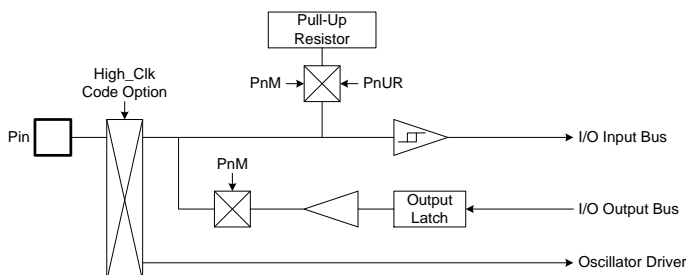 Pull-Up
Resistor
High_Clk
Code Option
PnM
PnUR
Pin
I/O Input Bus
PnM
Output
Latch
I/O Output Bus
Oscillator Driver